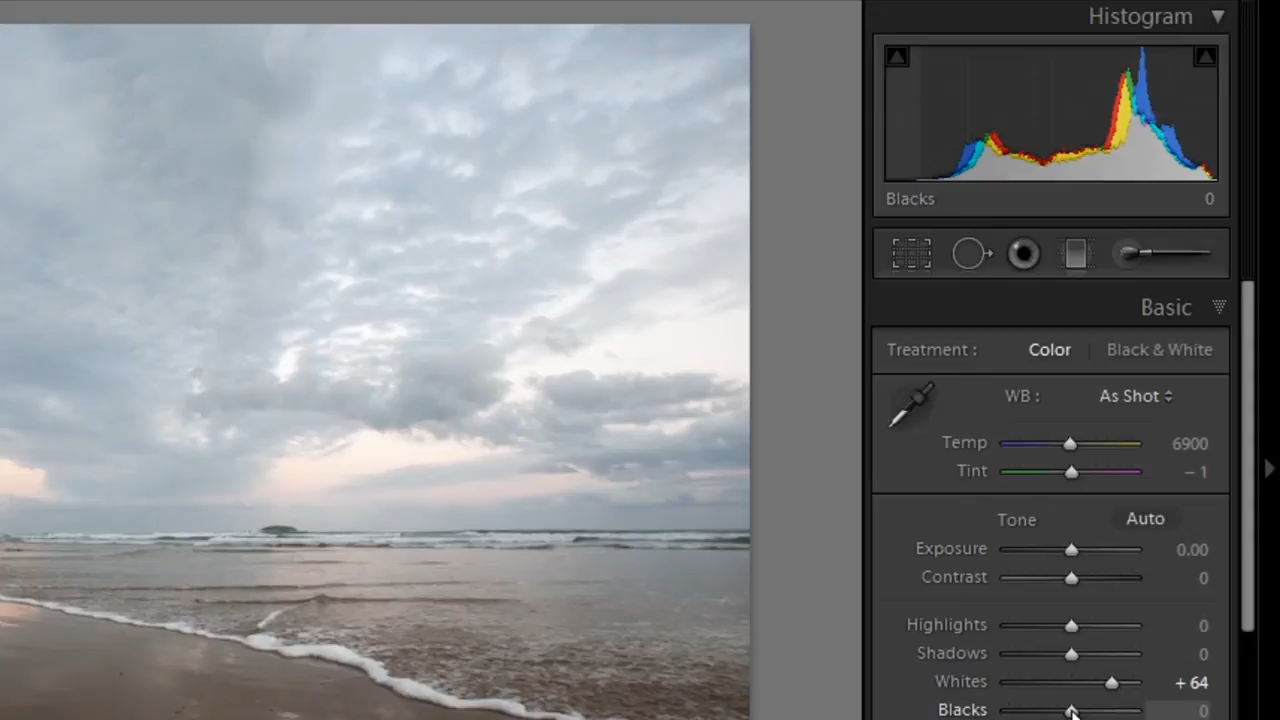 Histogram
Blacks 0
Basic
Treatment : Color Black & White
WB : As Shot
Temp 6900
Tint – 1
Tone Auto
Exposure 0.00
Contrast 0
Highlights 0
Shadows 0
Whites + 64
Blacks 0